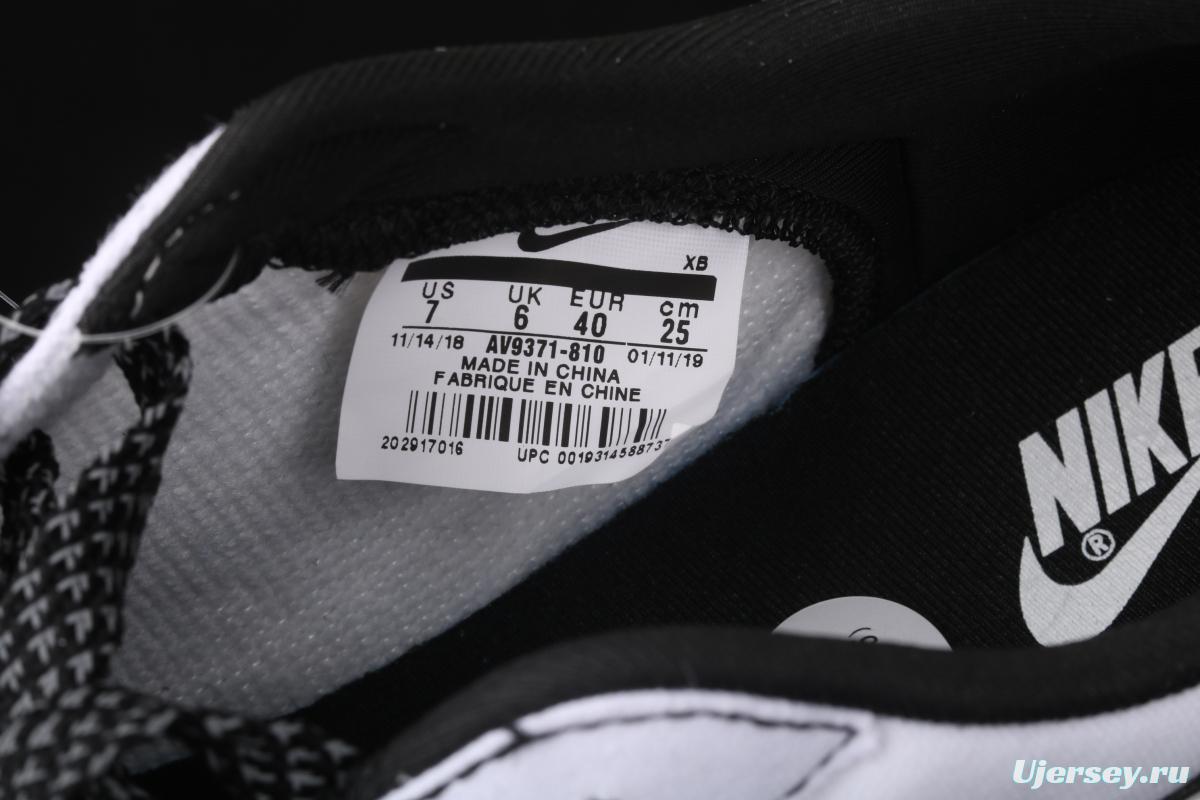 XB
US UK EUR cm
7 6 40 25
11/14/18 AV9371-810 01/11/19
MADE IN CHINA
FABRIQUE EN CHINE
202917016 UPC 0019314588737
NIKE
®
Ujersey.ru